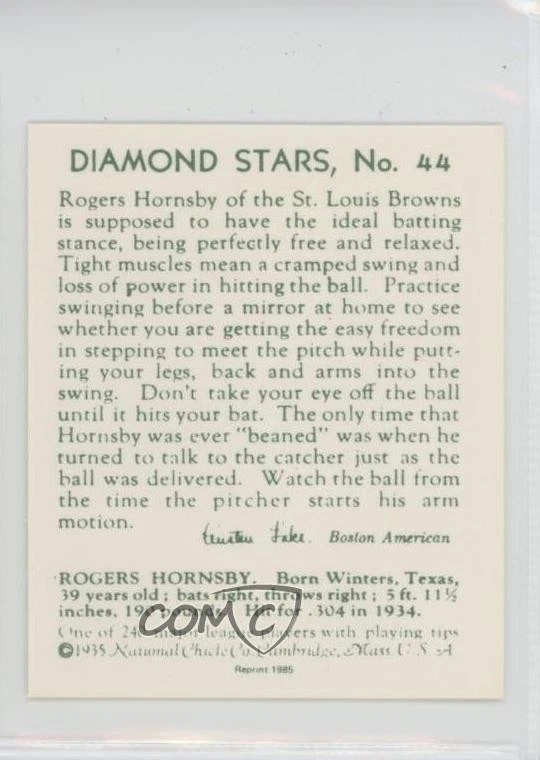 DIAMOND STARS, No. 44
Rogers Hornsby of the St. Louis Browns
is supposed to have the ideal batting
stance, being perfectly free and relaxed.
Tight muscles mean a cramped swing and
loss of power in hitting the ball. Practice
swinging before a mirror at home to see
whether you are getting the easy freedom
in stepping to meet the pitch while putt-
ing your legs, back and arms into the
swing. Don't take your eye off the ball
until it hits your bat. The only time that
Hornsby was ever "beaned" was when he
turned to talk to the catcher just as the
ball was delivered. Watch the ball from
the time the pitcher starts his arm
motion.
Boston American
ROGERS HORNSBY. Born Winters, Texas,
39 years old; bats right, throws right; 5 ft. 11½
inches, 190 pounds. Hit for .304 in 1934.
One of 240 major league players with playing tips
©1935 National Chicle Co. Cambridge, Mass. U.S.A
Reprint 1985
COMC